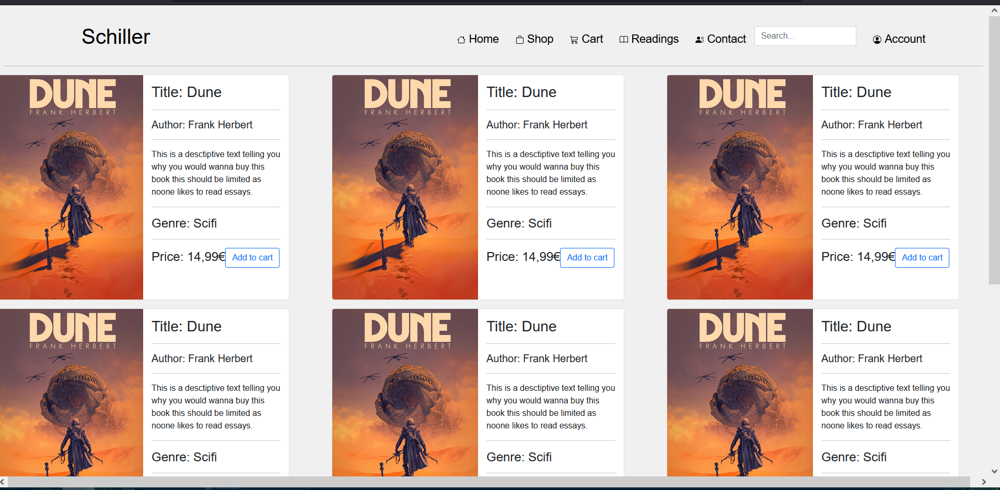 Schiller
Home Shop Cart Readings Contact Search... Account
DUNE
FRANK HERBERT
Title: Dune
Author: Frank Herbert
This is a desctiptive text telling you
why you would wanna buy this
book this should be limited as
noone likes to read essays.
Genre: Scifi
Price: 14,99€ Add to cart
DUNE
FRANK HERBERT
Title: Dune
Author: Frank Herbert
This is a desctiptive text telling you
why you would wanna buy this
book this should be limited as
noone likes to read essays.
Genre: Scifi
Price: 14,99€ Add to cart
DUNE
FRANK HERBERT
Title: Dune
Author: Frank Herbert
This is a desctiptive text telling you
why you would wanna buy this
book this should be limited as
noone likes to read essays.
Genre: Scifi
Price: 14,99€ Add to cart
DUNE
FRANK HERBERT
Title: Dune
Author: Frank Herbert
This is a desctiptive text telling you
why you would wanna buy this
book this should be limited as
noone likes to read essays.
Genre: Scifi
DUNE
FRANK HERBERT
Title: Dune
Author: Frank Herbert
This is a desctiptive text telling you
why you would wanna buy this
book this should be limited as
noone likes to read essays.
Genre: Scifi
DUNE
FRANK HERBERT
Title: Dune
Author: Frank Herbert
This is a desctiptive text telling you
why you would wanna buy this
book this should be limited as
noone likes to read essays.
Genre: Scifi